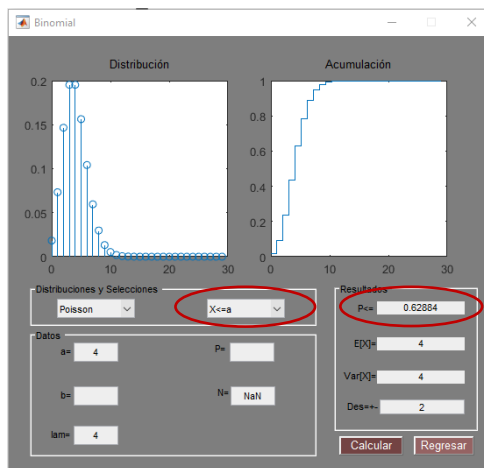 Binomial
Distribución
Acumulación
0.2
0.15
0.1
0.05
0
0 10 20 30
1
0.8
0.6
0.4
0.2
0
0 10 20 30
Distribuciones y Selecciones
Poisson
X<=a
Resultados
P<= 0.62884
E[X]= 4
Var[X]= 4
Des=+- 2
Datos
a= 4
P=
b=
N= NaN
lam= 4
Calcular
Regresar